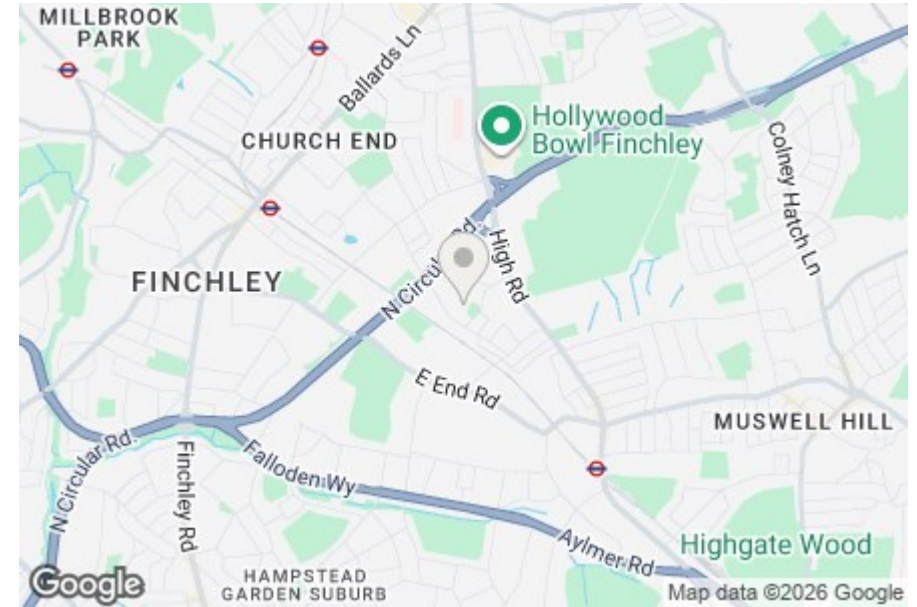 MILLBROOK
PARK
Ballards Ln
CHURCH END
Hollywood
Bowl Finchley
Colney Hatch Ln
FINCHLEY
N Circular Rd
High Rd
E End Rd
MUSWELL HILL
N Circular Rd.
Finchley Rd
Falloden Wy
Aylmer Rd
Highgate Wood
HAMPSTEAD
GARDEN SUBURB
Google
Map data ©2026 Google